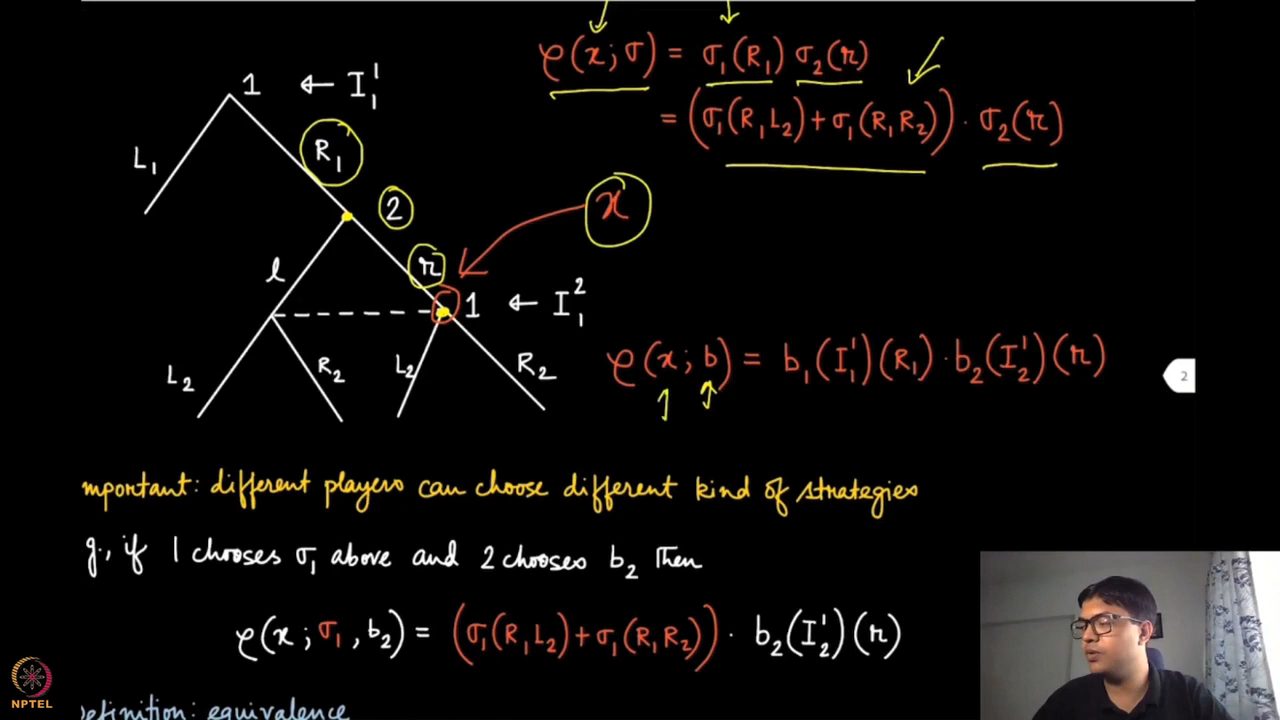 ρ(x; σ) = σ₁(R₁) σ₂(r)
= (σ₁(R₁L₂) + σ₁(R₁R₂)) · σ₂(r)
1 ← I₁¹
L₁
R₁
2
x
l
r
1 ← I₁²
L₂
R₂
L₂
R₂
ρ(x; b) = b₁(I₁¹)(R₁) · b₂(I₂¹)(r)
2
mportant: different players can choose different kind of strategies
g., if 1 chooses σ₁ above and 2 chooses b₂ then
ρ(x; σ₁, b₂) = (σ₁(R₁L₂) + σ₁(R₁R₂)) · b₂(I₂¹)(r)
NPTEL
Definition: equivalence